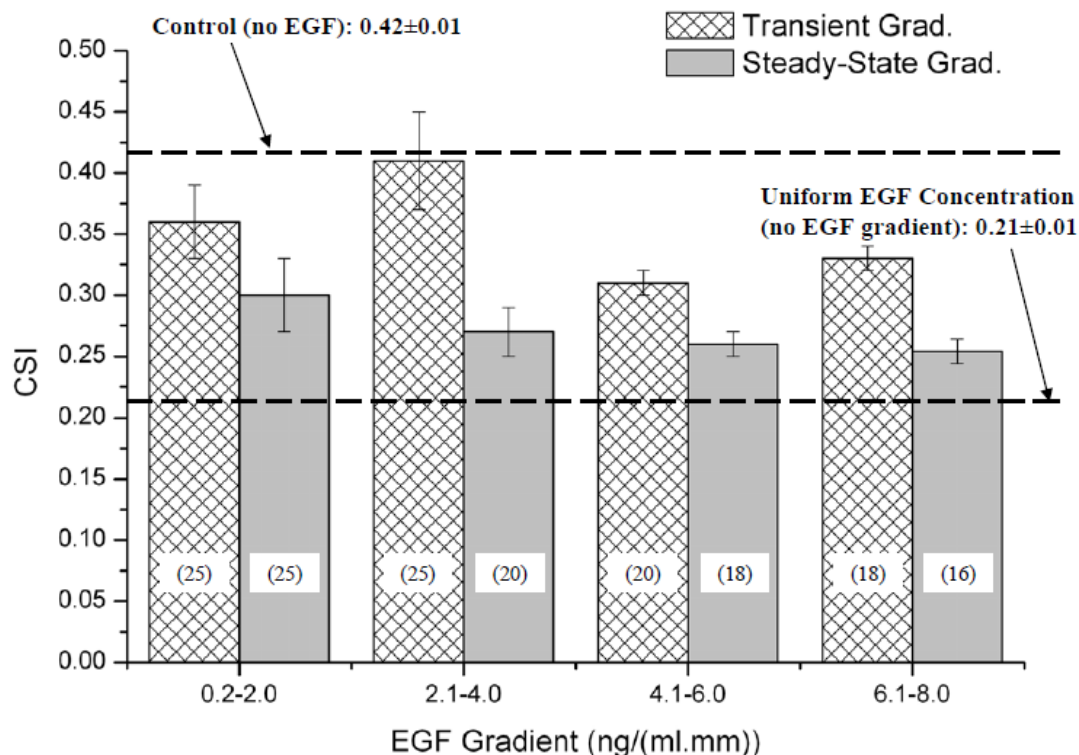 Control (no EGF): 0.42±0.01
Transient Grad.
Steady-State Grad.
0.50
0.45
0.40
0.35
0.30
0.25
0.20
0.15
0.10
0.05
0.00
CSI
Uniform EGF Concentration
(no EGF gradient): 0.21±0.01
(25) (25) (25) (20) (20) (18) (18) (16)
0.2-2.0 2.1-4.0 4.1-6.0 6.1-8.0
EGF Gradient (ng/(ml.mm))